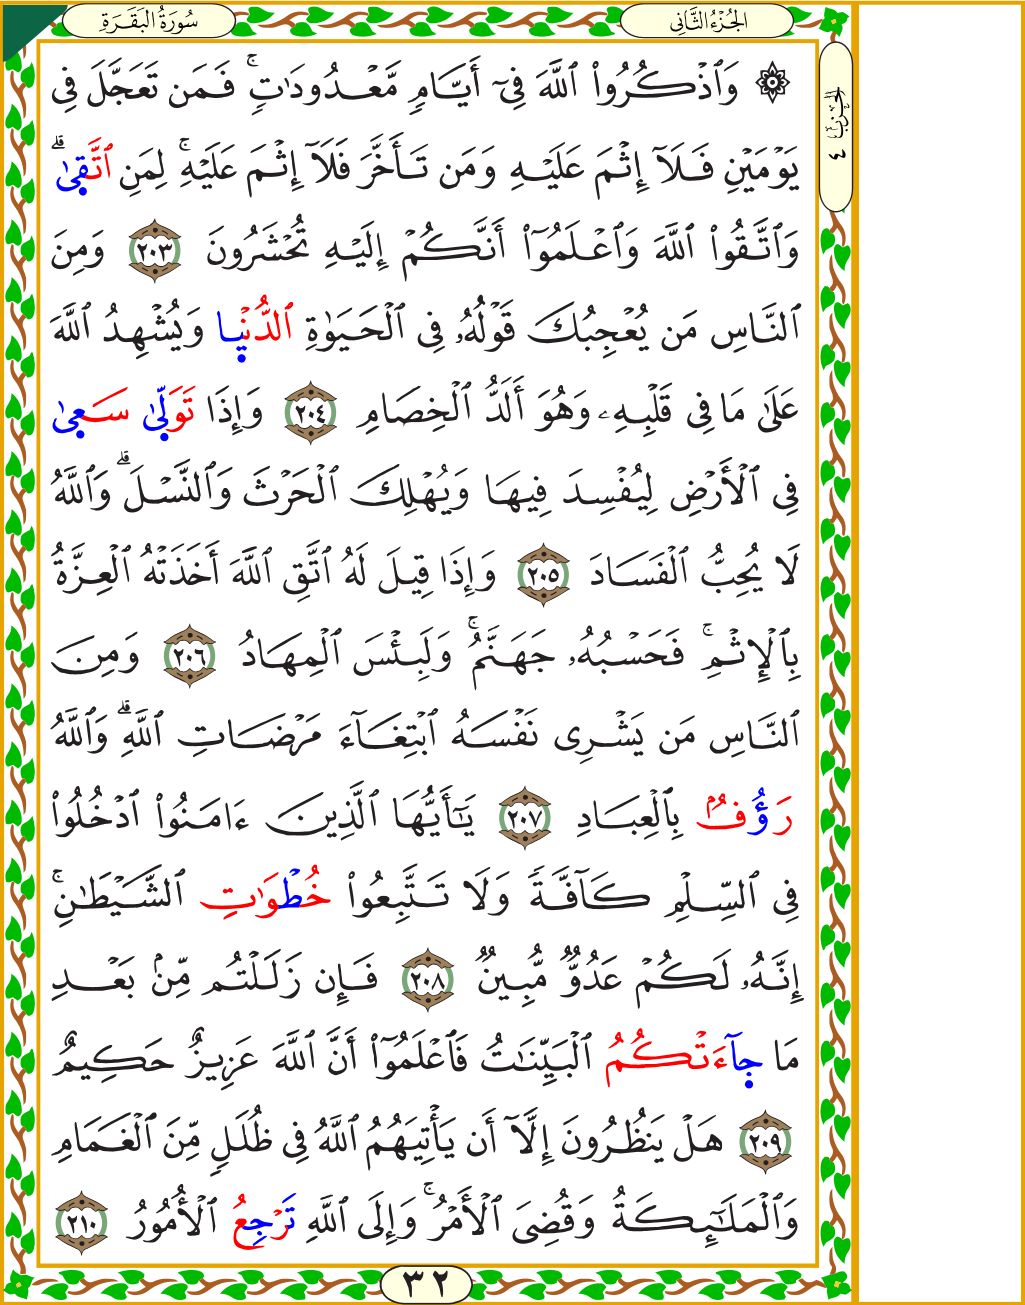 سُورَةُ الْبَقَرَةِ
الجُزْءُ الثَّانِي
الحزب ٤
۞ وَٱذْكُرُوا۟ ٱللَّهَ فِىٓ أَيَّامٍ مَّعْدُودَٰتٍ ۚ فَمَن تَعَجَّلَ فِى
يَوْمَيْنِ فَلَآ إِثْمَ عَلَيْهِ وَمَن تَأَخَّرَ فَلَآ إِثْمَ عَلَيْهِ ۚ لِمَنِ ٱتَّقِىٰ ۗ
وَٱتَّقُوا۟ ٱللَّهَ وَٱعْلَمُوٓا۟ أَنَّكُمْ إِلَيْهِ تُحْشَرُونَ ٢٠٣ وَمِنَ
ٱلنَّاسِ مَن يُعْجِبُكَ قَوْلُهُۥ فِى ٱلْحَيَوٰةِ ٱلدُّنْيٜا وَيُشْهِدُ ٱللَّهَ
عَلَىٰ مَا فِى قَلْبِهِۦ وَهْوَ أَلَدُّ ٱلْخِصَامِ ٢٠٤ وَإِذَا تَوَلّٜىٰ سَعٜىٰ
فِى ٱلْأَرْضِ لِيُفْسِدَ فِيهَا وَيُهْلِكَ ٱلْحَرْثَ وَٱلنَّسْلَ ۗ وَٱللَّهُ
لَا يُحِبُّ ٱلْفَسَادَ ٢٠٥ وَإِذَا قِيلَ لَهُ ٱتَّقِ ٱللَّهَ أَخَذَتْهُ ٱلْعِزَّةُ
بِٱلْإِثْمِ ۚ فَحَسْبُهُۥ جَهَنَّمُ ۚ وَلَبِئْسَ ٱلْمِهَادُ ٢٠٦ وَمِنَ
ٱلنَّاسِ مَن يَشْرِى نَفْسَهُ ٱبْتِغَآءَ مَرْضَاتِ ٱللَّهِ ۗ وَٱللَّهُ
رَؤُفٌۢ بِٱلْعِبَادِ ٢٠٧ يَٰٓأَيُّهَا ٱلَّذِينَ ءَامَنُوا۟ ٱدْخُلُوا۟
فِى ٱلسِّلْمِ كَآفَّةً وَلَا تَتَّبِعُوا۟ خُطْوَٰتِ ٱلشَّيْطَٰنِ ۚ
إِنَّهُۥ لَكُمْ عَدُوٌّ مُّبِينٌ ٢٠٨ فَإِن زَلَلْتُم مِّنۢ بَعْدِ
مَا جٜآءَتْكُمُ ٱلْبَيِّنَٰتُ فَٱعْلَمُوٓا۟ أَنَّ ٱللَّهَ عَزِيزٌ حَكِيمٌ
٢٠٩ هَلْ يَنظُرُونَ إِلَّآ أَن يَأْتِيَهُمُ ٱللَّهُ فِى ظُلَلٍ مِّنَ ٱلْغَمَامِ
وَٱلْمَلَٰٓئِكَةُ وَقُضِىَ ٱلْأَمْرُ ۚ وَإِلَى ٱللَّهِ تَرْجِعُ ٱلْأُمُورُ ٢١٠
٣٢